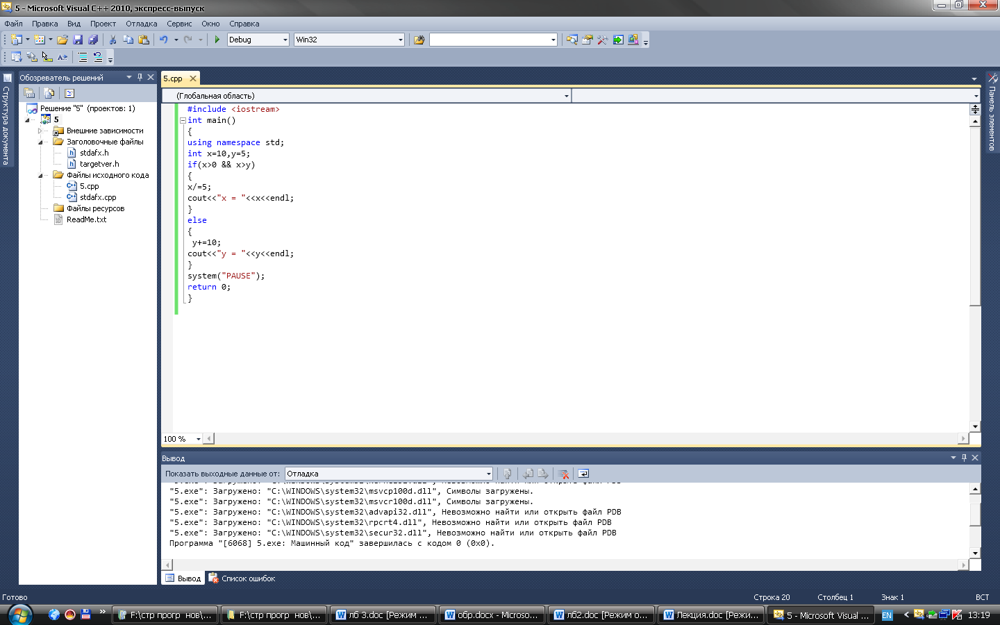 5 - Microsoft Visual C++ 2010, экспресс-выпуск
Файл Правка Вид Проект Отладка Сервис Окно Справка
Debug Win32
Обозреватель решений
5.cpp
Структура документа
Панель элементов
(Глобальная область)
Решение "5" (проектов: 1)
5
Внешние зависимости
Заголовочные файлы
stdafx.h
targetver.h
Файлы исходного кода
5.cpp
stdafx.cpp
Файлы ресурсов
ReadMe.txt
#include <iostream>
int main()
{
using namespace std;
int x=10,y=5;
if(x>0 && x>y)
{
x/=5;
cout<<"x = "<<x<<endl;
}
else
{
y+=10;
cout<<"y = "<<y<<endl;
}
system("PAUSE");
return 0;
}
100 %
Вывод
Показать выходные данные от: Отладка
"5.exe": Загружено: "C:\WINDOWS\system32\msvcp100d.dll", Символы загружены.
"5.exe": Загружено: "C:\WINDOWS\system32\msvcr100d.dll", Символы загружены.
"5.exe": Загружено: "C:\WINDOWS\system32\advapi32.dll", Невозможно найти или открыть файл PDB
"5.exe": Загружено: "C:\WINDOWS\system32\rpcrt4.dll", Невозможно найти или открыть файл PDB
"5.exe": Загружено: "C:\WINDOWS\system32\secur32.dll", Невозможно найти или открыть файл PDB
Программа "[6068] 5.exe: Машинный код" завершилась с кодом 0 (0x0).
Вывод Список ошибок
Готово Строка 20 Столбец 1 Знак 1 ВСТ
F:\стр прогр нов\... F:\стр прогр нов\... лб 3.doc [Режим ... обр.docx - Microso... лб2.doc [Режим о... Лекция.doc [Режи... 5 - Microsoft Visual ... EN 13:19